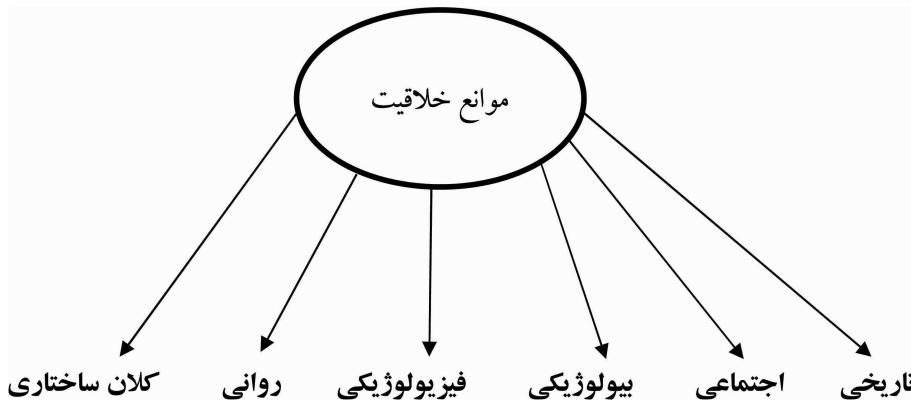 موانع خلاقیت
تاریخی اجتماعی بیولوژیکی فیزیولوژیکی روانی کلان ساختاری